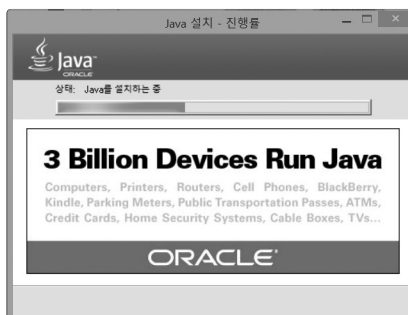 Java 설치 - 진행률
Java
ORACLE
상태: Java를 설치하는 중
3 Billion Devices Run Java
Computers, Printers, Routers, Cell Phones, BlackBerry,
Kindle, Parking Meters, Public Transportation Passes, ATMs,
Credit Cards, Home Security Systems, Cable Boxes, TVs...
ORACLE